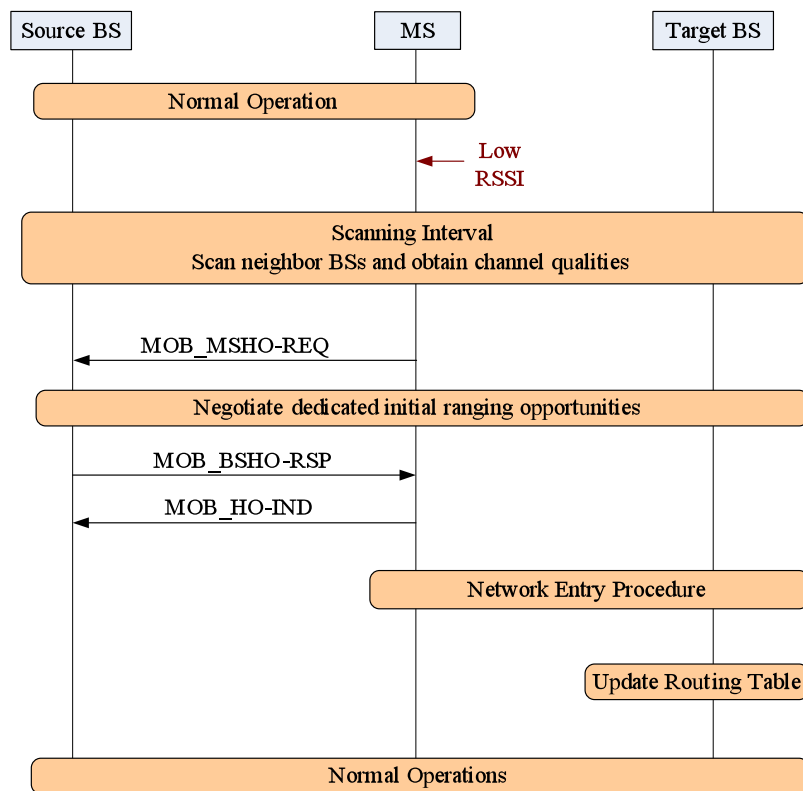 Source BS
MS
Target BS
Normal Operation
Low
RSSI
Scanning Interval
Scan neighbor BSs and obtain channel qualities
MOB_MSHO-REQ
Negotiate dedicated initial ranging opportunities
MOB_BSHO-RSP
MOB_HO-IND
Network Entry Procedure
Update Routing Table
Normal Operations